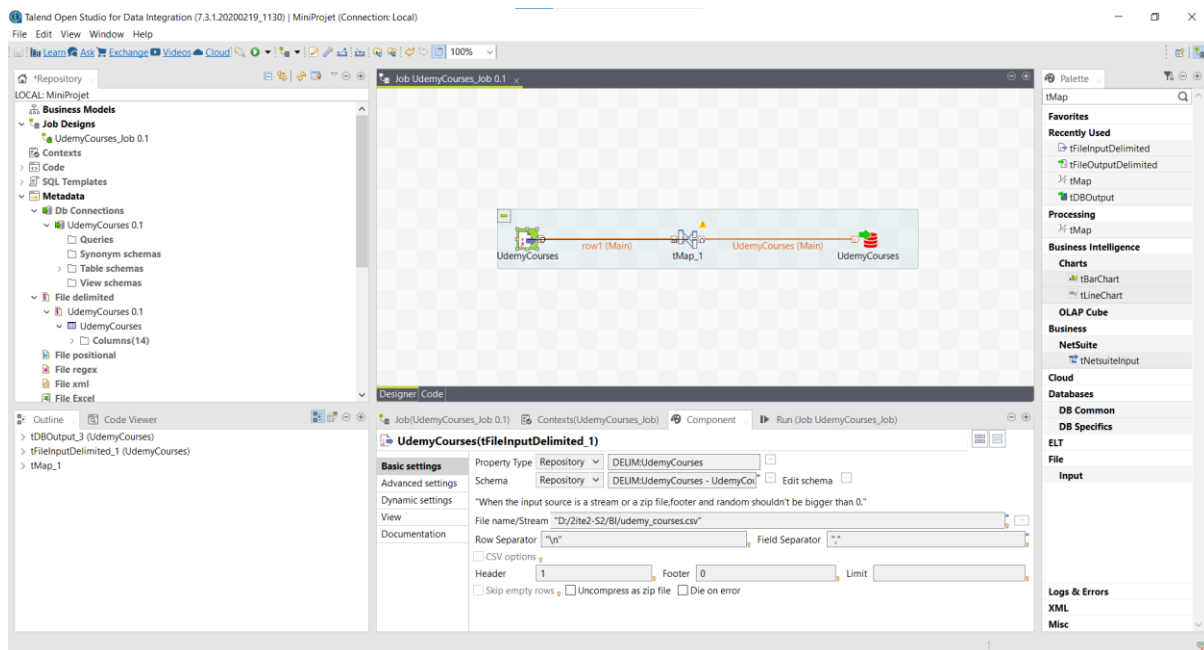 Talend Open Studio for Data Integration (7.3.1.20200219_1130) | MiniProjet (Connection: Local)
File Edit View Window Help
Learn Ask Exchange Videos Cloud 100%
*Repository
LOCAL: MiniProjet
Business Models
Job Designs
UdemyCourses_Job 0.1
Contexts
Code
SQL Templates
Metadata
Db Connections
UdemyCourses 0.1
Queries
Synonym schemas
Table schemas
View schemas
File delimited
UdemyCourses 0.1
UdemyCourses
Columns(14)
File positional
File regex
File xml
File Excel
Outline Code Viewer
tDBOutput_3 (UdemyCourses)
tFileInputDelimited_1 (UdemyCourses)
tMap_1
Job UdemyCourses_Job 0.1
row1 (Main) UdemyCourses (Main)
UdemyCourses tMap_1 UdemyCourses
Designer Code
Job(UdemyCourses_Job 0.1) Contexts(UdemyCourses_Job) Component Run (Job UdemyCourses_Job)
UdemyCourses(tFileInputDelimited_1)
Basic settings
Advanced settings
Dynamic settings
View
Documentation
Property Type Repository DELIM:UdemyCourses
Schema Repository DELIM:UdemyCourses - UdemyCou * Edit schema
"When the input source is a stream or a zip file,footer and random shouldn't be bigger than 0."
File name/Stream "D:/2ite2-S2/BI/udemy_courses.csv" *
Row Separator "\n" Field Separator "," *
CSV options
Header 1 Footer 0 Limit
Skip empty rows Uncompress as zip file Die on error
Palette
tMap
Favorites
Recently Used
tFileInputDelimited
tFileOutputDelimited
tMap
tDBOutput
Processing
tMap
Business Intelligence
Charts
tBarChart
tLineChart
OLAP Cube
Business
NetSuite
tNetsuiteInput
Cloud
Databases
DB Common
DB Specifics
ELT
File
Input
Logs & Errors
XML
Misc